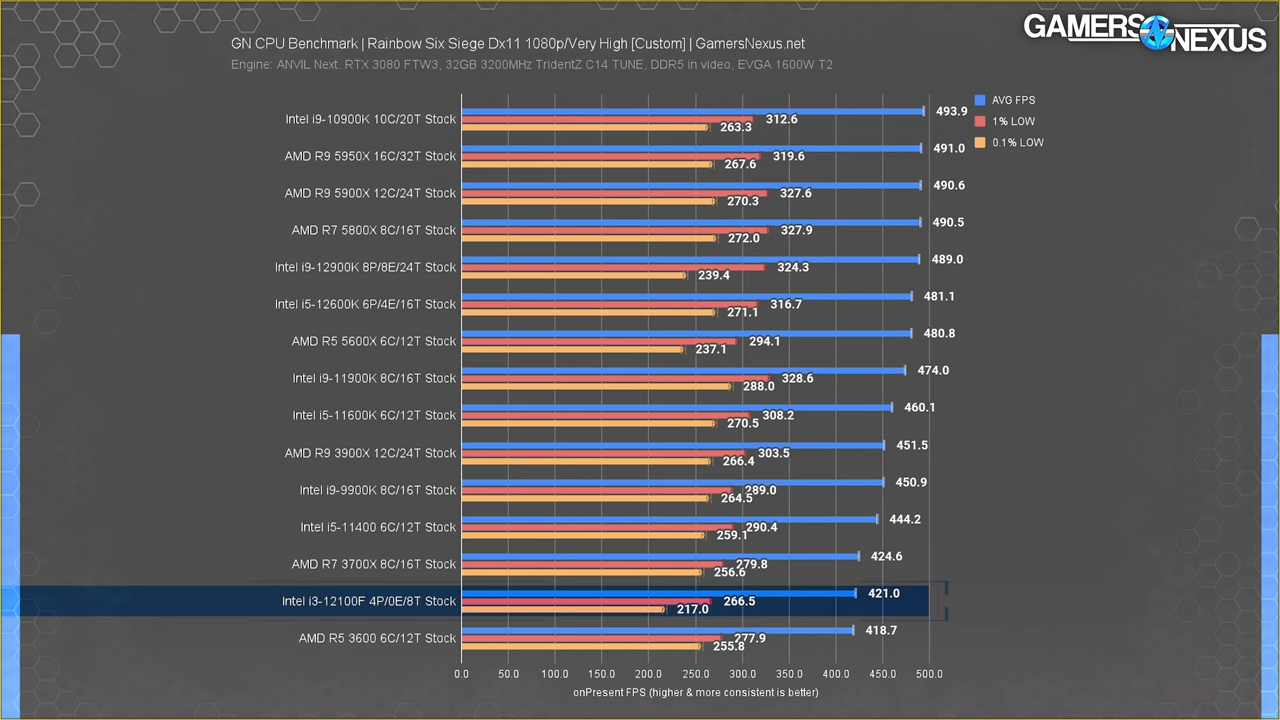 GAMERS NEXUS
GN CPU Benchmark | Rainbow Six Siege Dx11 1080p/Very High [Custom] | GamersNexus.net
Engine: ANVIL Next. RTX 3080 FTW3, 32GB 3200MHz TridentZ C14 TUNE, DDR5 in video, EVGA 1600W T2
AVG FPS
1% LOW
0.1% LOW
Intel i9-10900K 10C/20T Stock 493.9 312.6 263.3
AMD R9 5950X 16C/32T Stock 491.0 319.6 267.6
AMD R9 5900X 12C/24T Stock 490.6 327.6 270.3
AMD R7 5800X 8C/16T Stock 490.5 327.9 272.0
Intel i9-12900K 8P/8E/24T Stock 489.0 324.3 239.4
Intel i5-12600K 6P/4E/16T Stock 481.1 316.7 271.1
AMD R5 5600X 6C/12T Stock 480.8 294.1 237.1
Intel i9-11900K 8C/16T Stock 474.0 328.6 288.0
Intel i5-11600K 6C/12T Stock 460.1 308.2 270.5
AMD R9 3900X 12C/24T Stock 451.5 303.5 266.4
Intel i9-9900K 8C/16T Stock 450.9 289.0 264.5
Intel i5-11400 6C/12T Stock 444.2 290.4 259.1
AMD R7 3700X 8C/16T Stock 424.6 279.8 256.6
Intel i3-12100F 4P/0E/8T Stock 421.0 266.5 217.0
AMD R5 3600 6C/12T Stock 418.7 277.9 255.8
0.0 50.0 100.0 150.0 200.0 250.0 300.0 350.0 400.0 450.0 500.0
onPresent FPS (higher & more consistent is better)